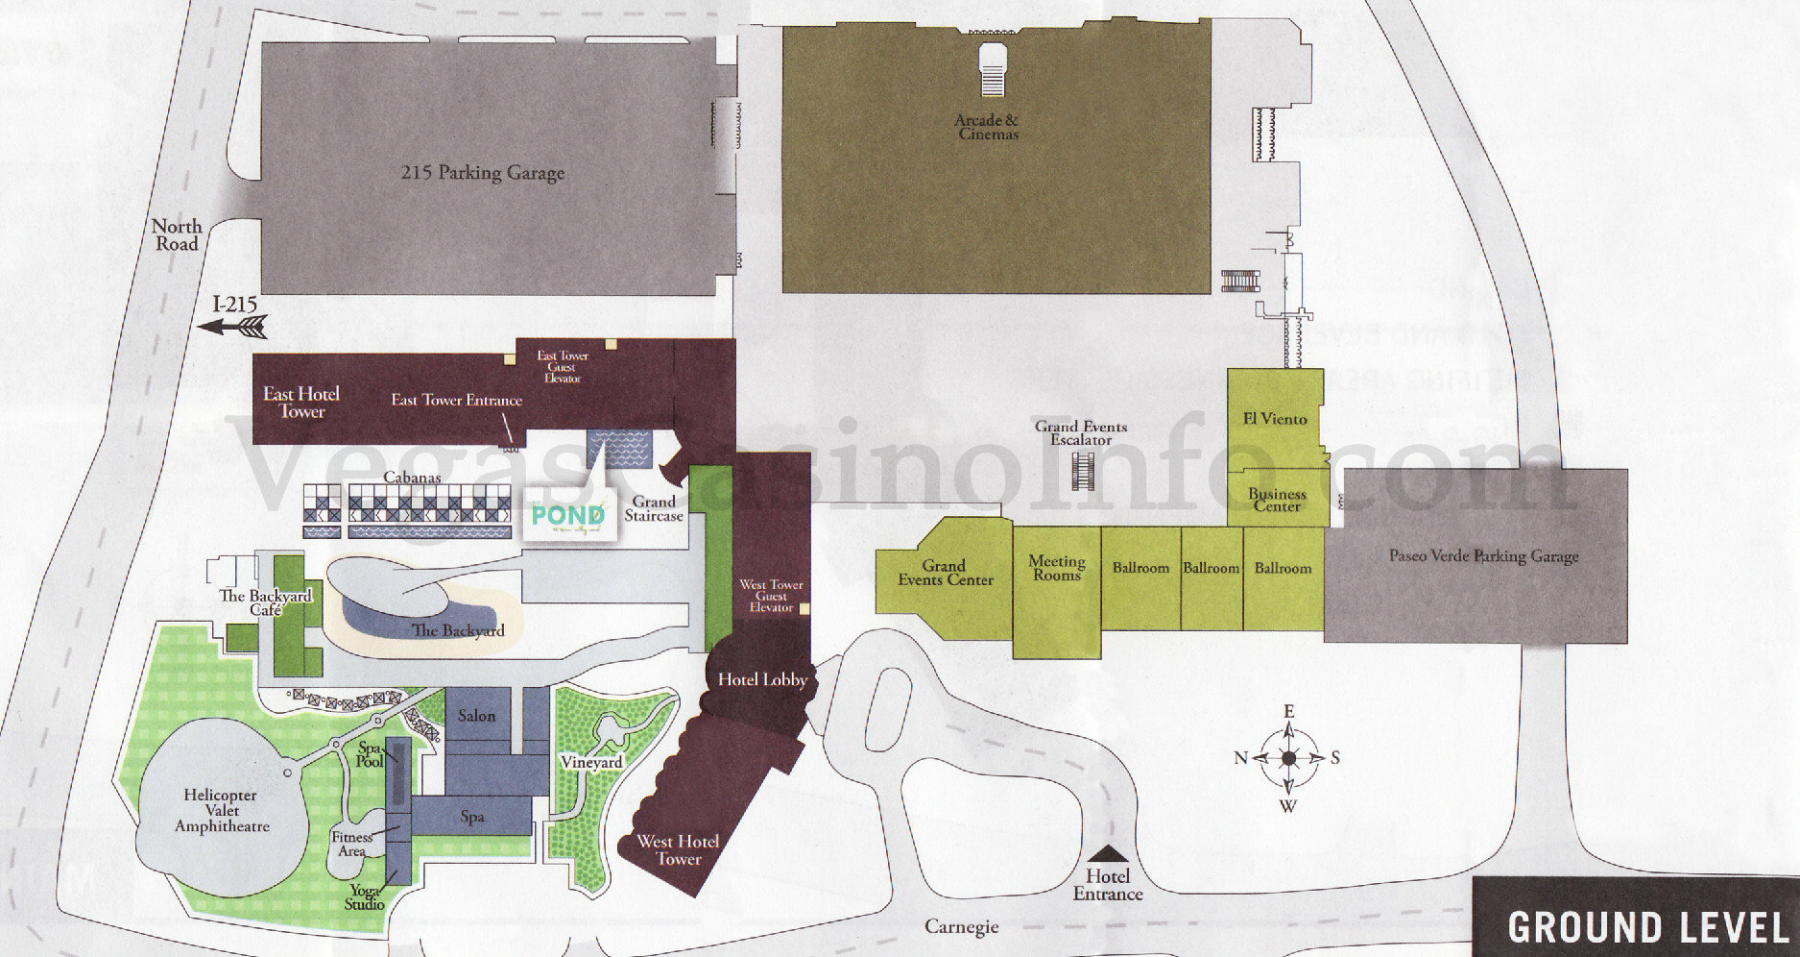 Arcade &
Cinemas
215 Parking Garage
North
Road
I-215
East Tower
Guest
Elevator
East Hotel
Tower
East Tower Entrance
VegasCasinoInfo.com
El Viento
Grand Events
Escalator
Cabanas
Grand
Staircase
POND
Business
Center
Grand
Events Center
Meeting
Rooms
Ballroom
Ballroom
Ballroom
Paseo Verde Parking Garage
The Backyard
Café
West Tower
Guest
Elevator
The Backyard
Hotel Lobby
Salon
Spa
Pool
Vineyard
Helicopter
Valet
Amphitheatre
Spa
Fitness
Area
Yoga
Studio
West Hotel
Tower
E
N
S
W
Hotel
Entrance
Carnegie
GROUND LEVEL